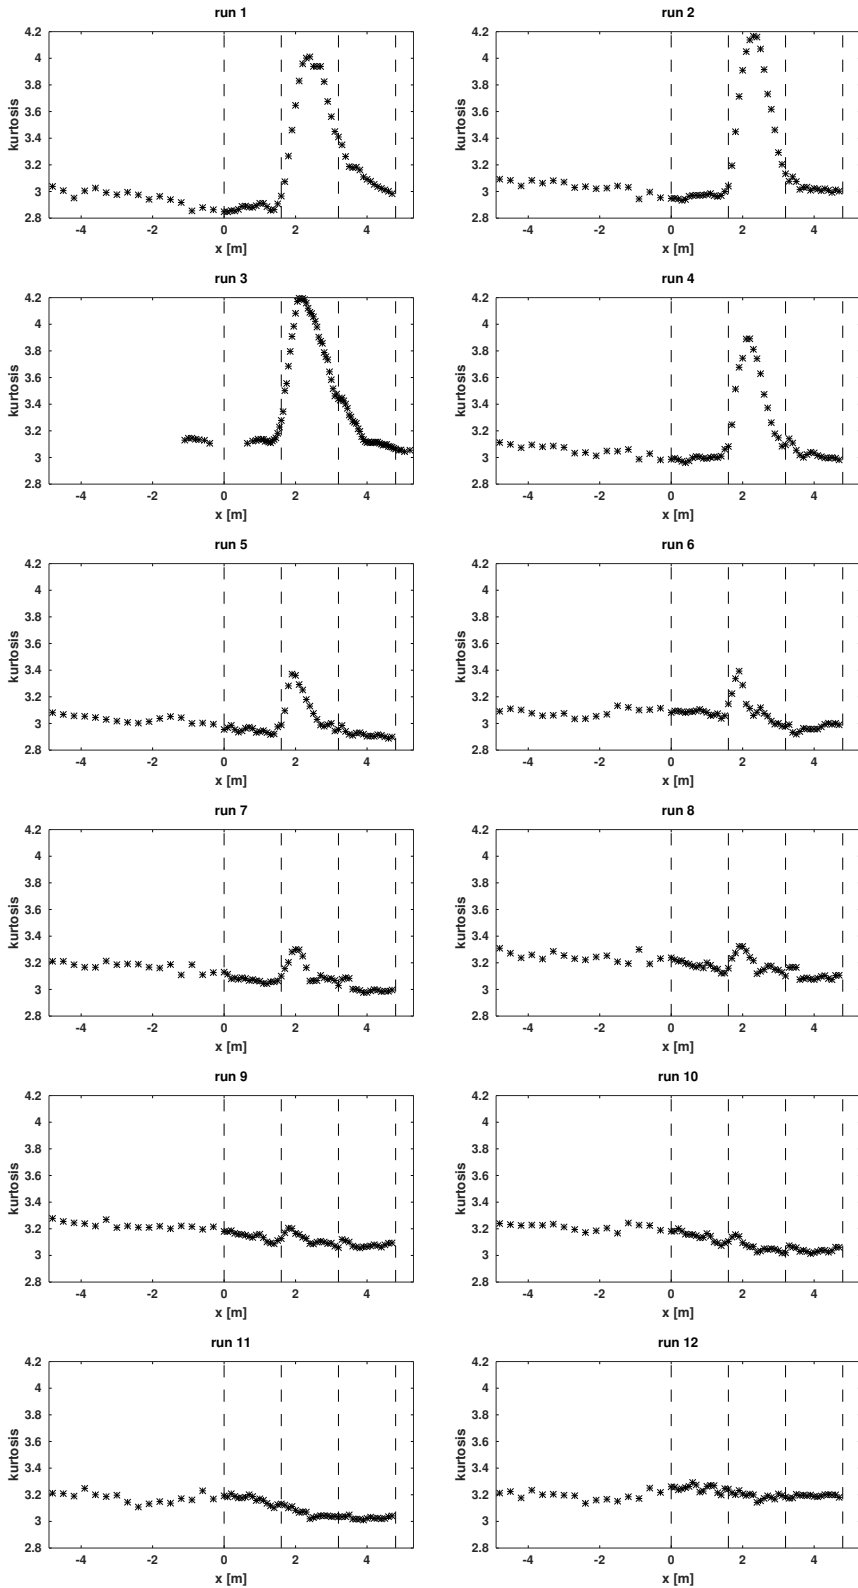 run 1
4.2
4
3.8
3.6
3.4
3.2
3
2.8
kurtosis
-4 -2 0 2 4
x [m]
run 2
4.2
4
3.8
3.6
3.4
3.2
3
2.8
kurtosis
-4 -2 0 2 4
x [m]
run 3
4.2
4
3.8
3.6
3.4
3.2
3
2.8
kurtosis
-4 -2 0 2 4
x [m]
run 4
4.2
4
3.8
3.6
3.4
3.2
3
2.8
kurtosis
-4 -2 0 2 4
x [m]
run 5
4.2
4
3.8
3.6
3.4
3.2
3
2.8
kurtosis
-4 -2 0 2 4
x [m]
run 6
4.2
4
3.8
3.6
3.4
3.2
3
2.8
kurtosis
-4 -2 0 2 4
x [m]
run 7
4.2
4
3.8
3.6
3.4
3.2
3
2.8
kurtosis
-4 -2 0 2 4
x [m]
run 8
4.2
4
3.8
3.6
3.4
3.2
3
2.8
kurtosis
-4 -2 0 2 4
x [m]
run 9
4.2
4
3.8
3.6
3.4
3.2
3
2.8
kurtosis
-4 -2 0 2 4
x [m]
run 10
4.2
4
3.8
3.6
3.4
3.2
3
2.8
kurtosis
-4 -2 0 2 4
x [m]
run 11
4.2
4
3.8
3.6
3.4
3.2
3
2.8
kurtosis
-4 -2 0 2 4
x [m]
run 12
4.2
4
3.8
3.6
3.4
3.2
3
2.8
kurtosis
-4 -2 0 2 4
x [m]